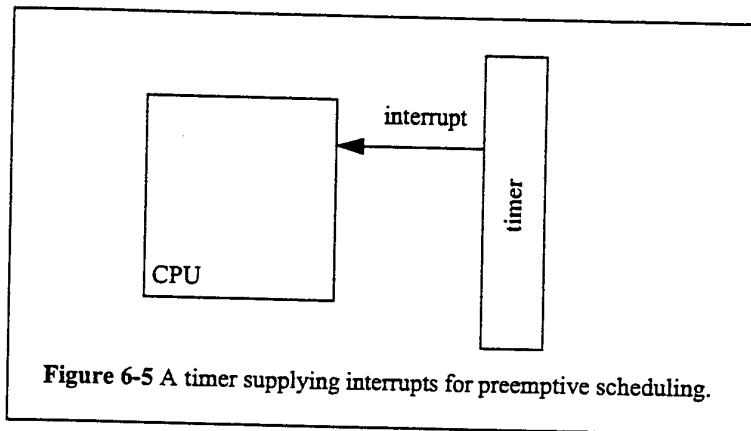 interrupt
timer
CPU
Figure 6-5 A timer supplying interrupts for preemptive scheduling.